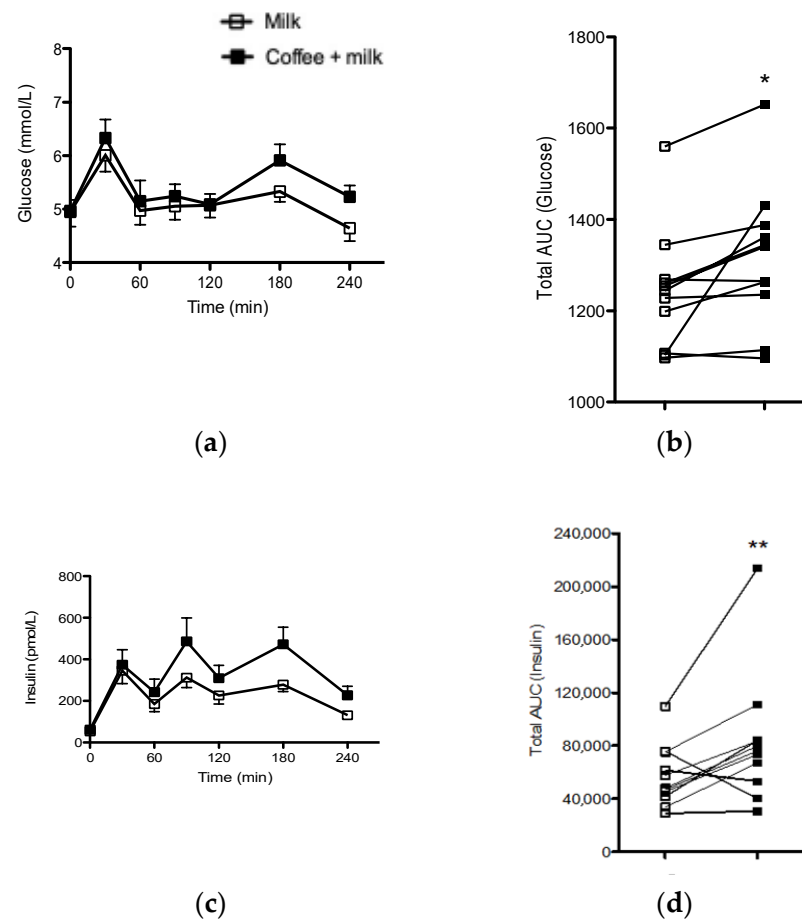 Milk
Coffee + milk
8
7
6
5
4
Glucose (mmol/L)
0 60 120 180 240
Time (min)
(a)
1800
1600
1400
1200
1000
Total AUC (Glucose)
*
(b)
800
600
400
200
0
Insulin (pmol/L)
0 60 120 180 240
Time (min)
(c)
240,000
200,000
160,000
120,000
80,000
40,000
0
Total AUC (Insulin)
**
(d)